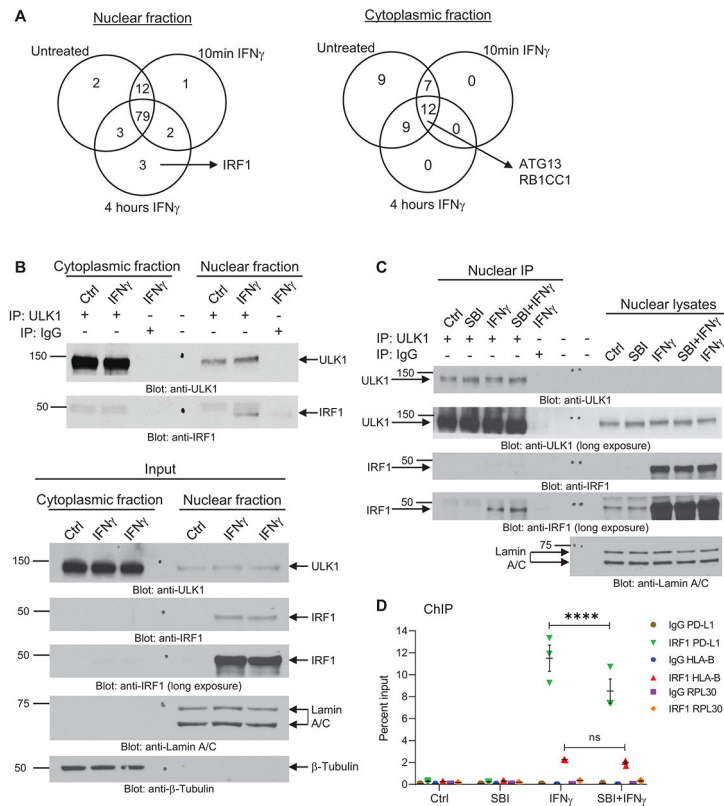 A
Nuclear fraction
Cytoplasmic fraction
Untreated
10min IFNγ
2
12
1
79
3
2
3
IRF1
4 hours IFNγ
Untreated
10min IFNγ
9
7
0
12
9
0
0
ATG13
RB1CC1
4 hours IFNγ
B
Cytoplasmic fraction
Nuclear fraction
Ctrl IFNγ IFNγ Ctrl IFNγ IFNγ
IP: ULK1 + + - - + + -
IP: IgG - - + - - - +
150
ULK1
Blot: anti-ULK1
50
IRF1
Blot: anti-IRF1
Input
Cytoplasmic fraction
Nuclear fraction
Ctrl IFNγ IFNγ Ctrl IFNγ IFNγ
150
ULK1
Blot: anti-ULK1
50
IRF1
Blot: anti-IRF1
50
IRF1
Blot: anti-IRF1 (long exposure)
75
Lamin
A/C
Blot: anti-Lamin A/C
50
β-Tubulin
Blot: anti-β-Tubulin
C
Nuclear IP
Nuclear lysates
Ctrl SBI IFNγ SBI+IFNγ IFNγ
Ctrl SBI IFNγ SBI+IFNγ IFNγ
IP: ULK1 + + + + - - -
IP: IgG - - - - + - -
150
ULK1
Blot: anti-ULK1
150
ULK1
Blot: anti-ULK1 (long exposure)
50
IRF1
Blot: anti-IRF1
50
IRF1
Blot: anti-IRF1 (long exposure)
75
Lamin
A/C
Blot: anti-Lamin A/C
D
ChIP
Percent input
14
12
10
8
6
4
2
0
****
ns
Ctrl SBI IFNγ SBI+IFNγ
IgG PD-L1
IRF1 PD-L1
IgG HLA-B
IRF1 HLA-B
IgG RPL30
IRF1 RPL30